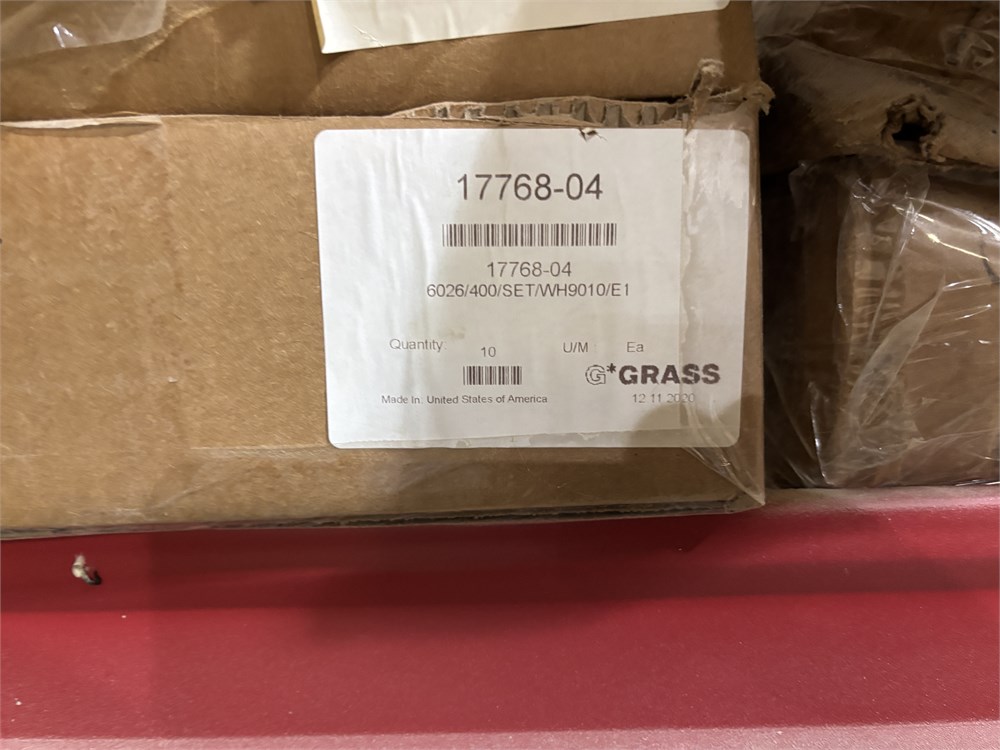 17768-04
17768-04
6026/400/SET/WH9010/E1
Quantity 10 U/M Ea
G*GRASS
Made In. United States of America 12.11.2020